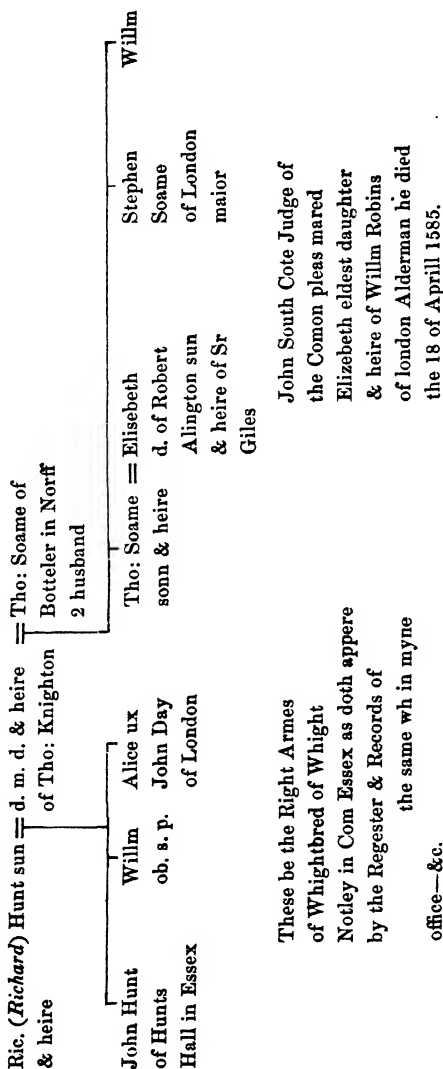 Ric. (Richard) Hunt sun = d. m. d. & heire = Tho: Soame of
& heire
of Tho: Knighton
Botteler in Norff
2 husband
John Hunt
of Hunts
Hall in Essex
Willm
ob. s. p.
Alice ux
John Day
of London
Tho: Soame = Elisebeth
sonn & heire
d. of Robert
Alington sun
& heire of Sr
Giles
Stephen
Soame
of London
maior
Willm
These be the Right Armes
of Whightbred of Whight
Notley in Com Essex as doth appere
by the Regester & Records of
the same wh in myne
office—&c.
John South Cote Judge of
the Comon pleas mared
Elizebeth eldest daughter
& heire of Willm Robins
of london Alderman he died
the 18 of Aprill 1585.